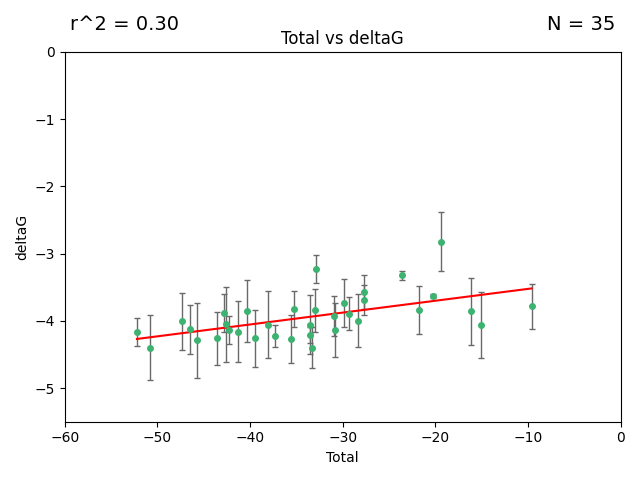 r^2 = 0.30
N = 35
Total vs deltaG
0
−1
−2
−3
−4
−5
deltaG
−60
−50
−40
−30
−20
−10
0
Total